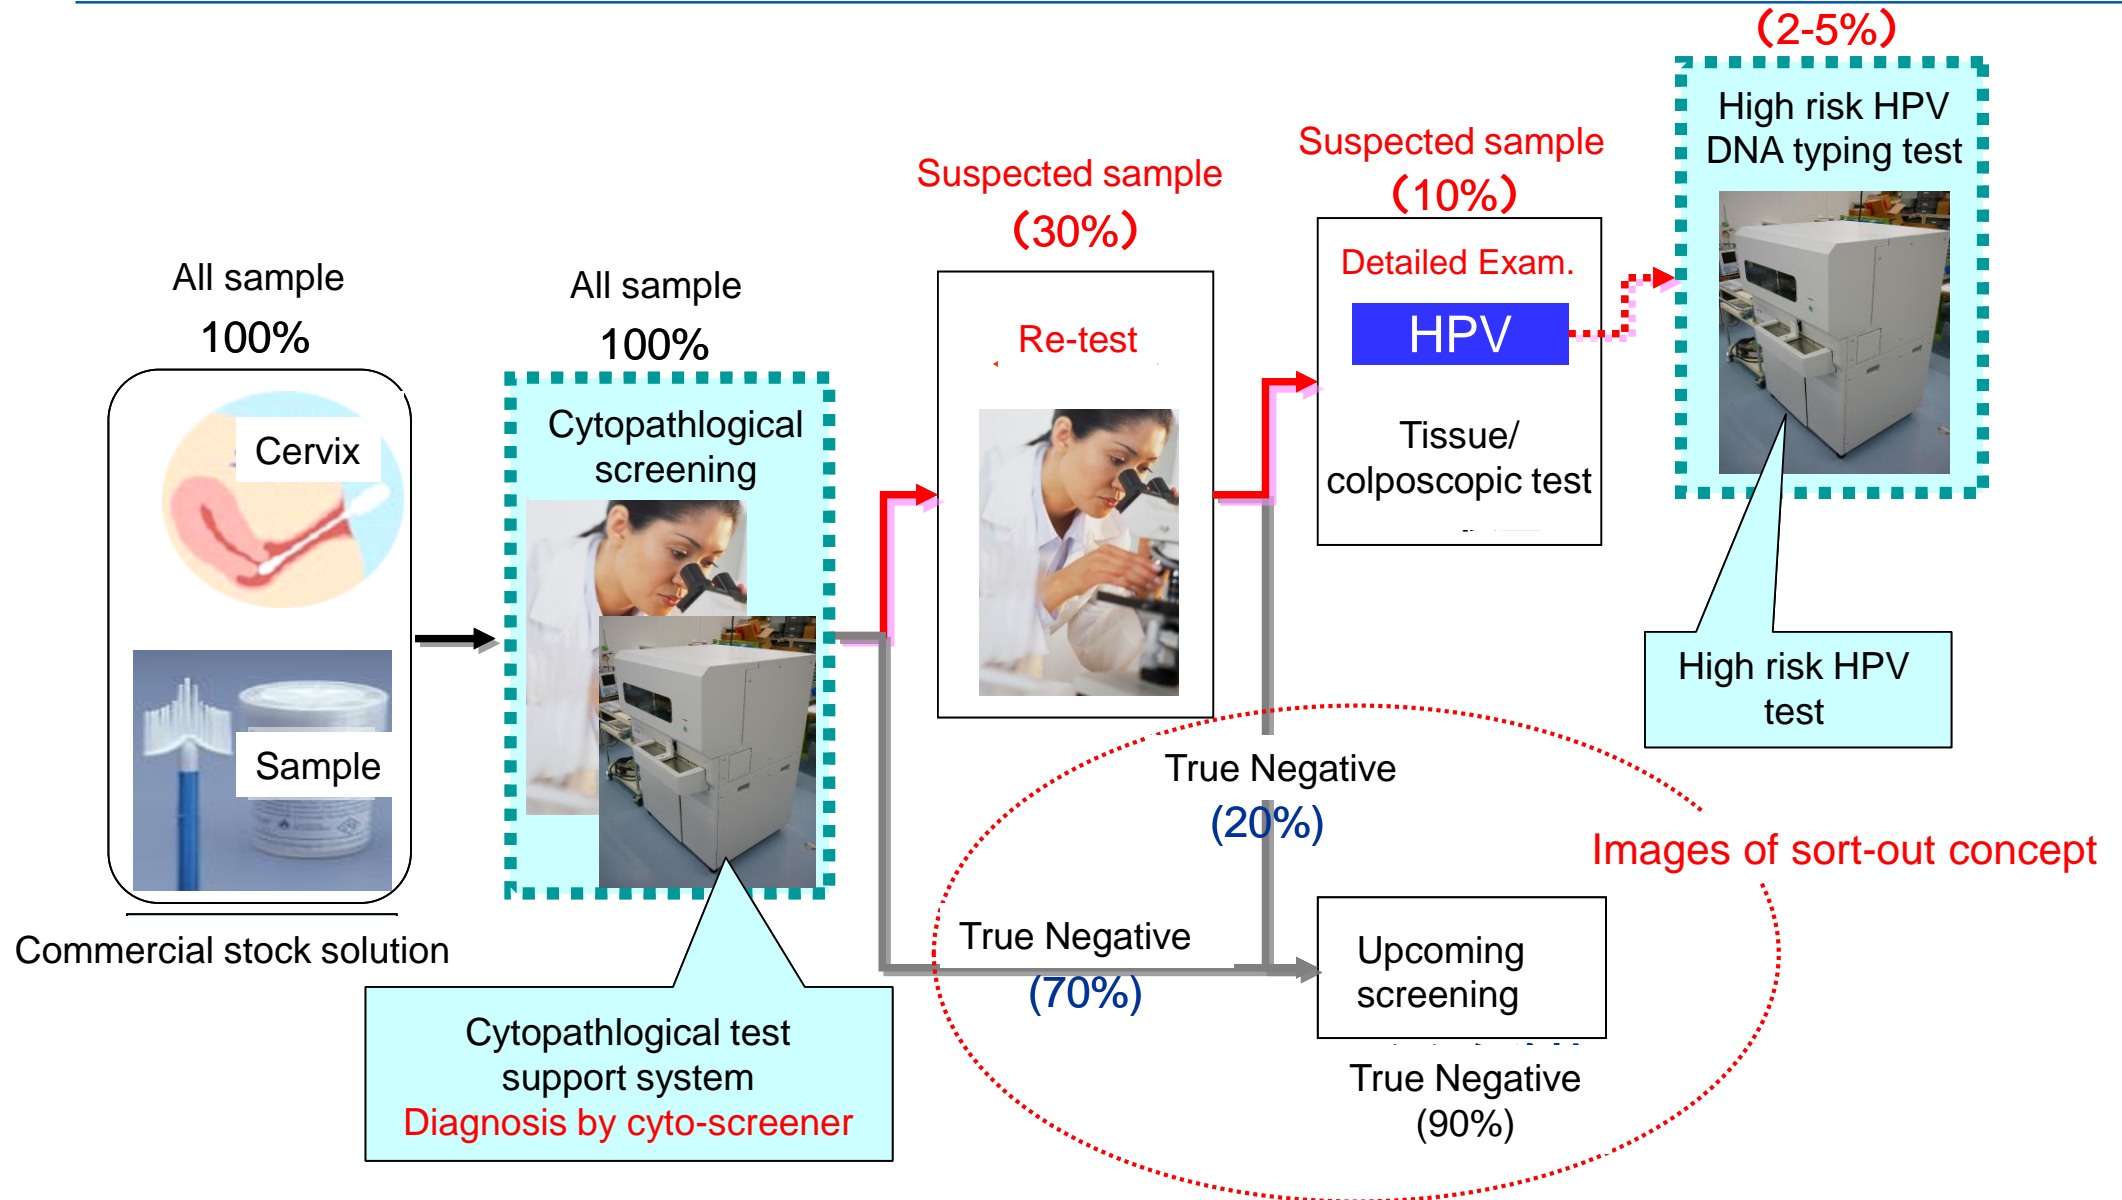 (2-5%)
High risk HPV
DNA typing test
Suspected sample
(10%)
Suspected sample
(30%)
Detailed Exam.
HPV
Tissue/
colposcopic test
Re-test
All sample
100%
All sample
100%
Cervix
Sample
Cytopathlogical
screening
High risk HPV
test
True Negative
(20%)
Images of sort-out concept
Commercial stock solution
True Negative
(70%)
Upcoming
screening
True Negative
(90%)
Cytopathlogical test
support system
Diagnosis by cyto-screener